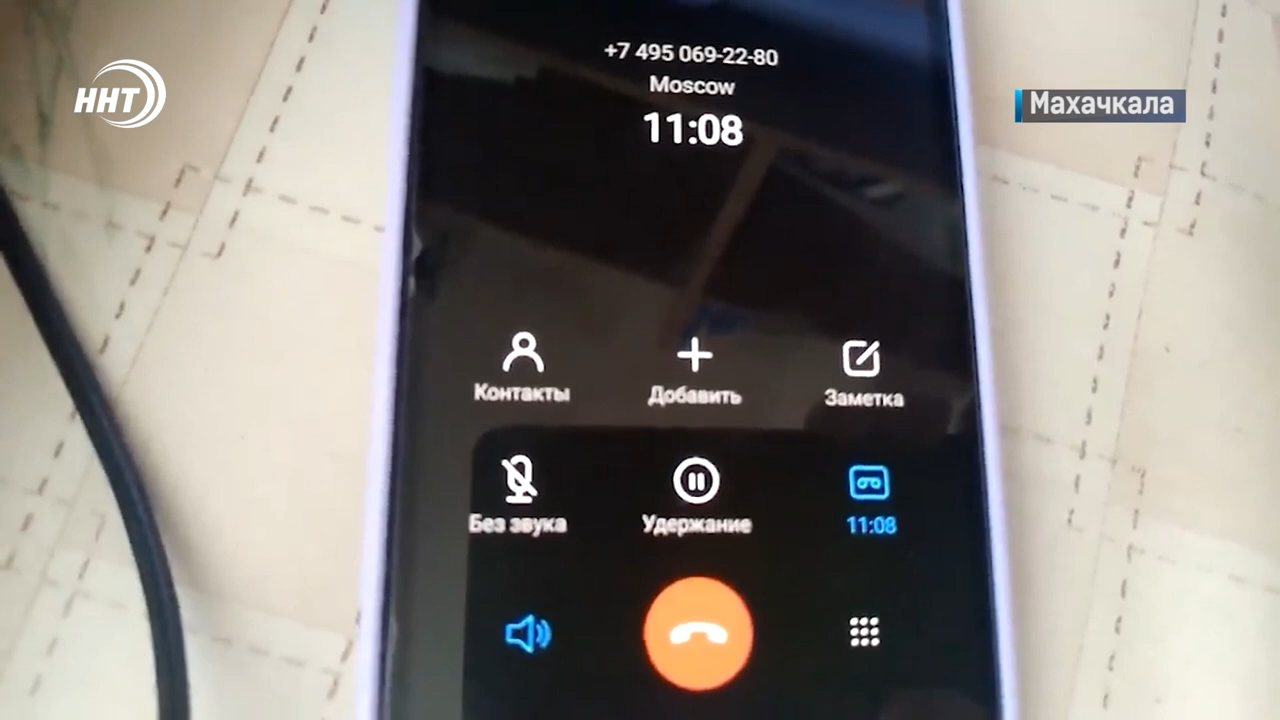 ННТ
Махачкала
+7 495 069-22-80
Moscow
11:08
Контакты
Добавить
Заметка
Без звука
Удержание
11:08